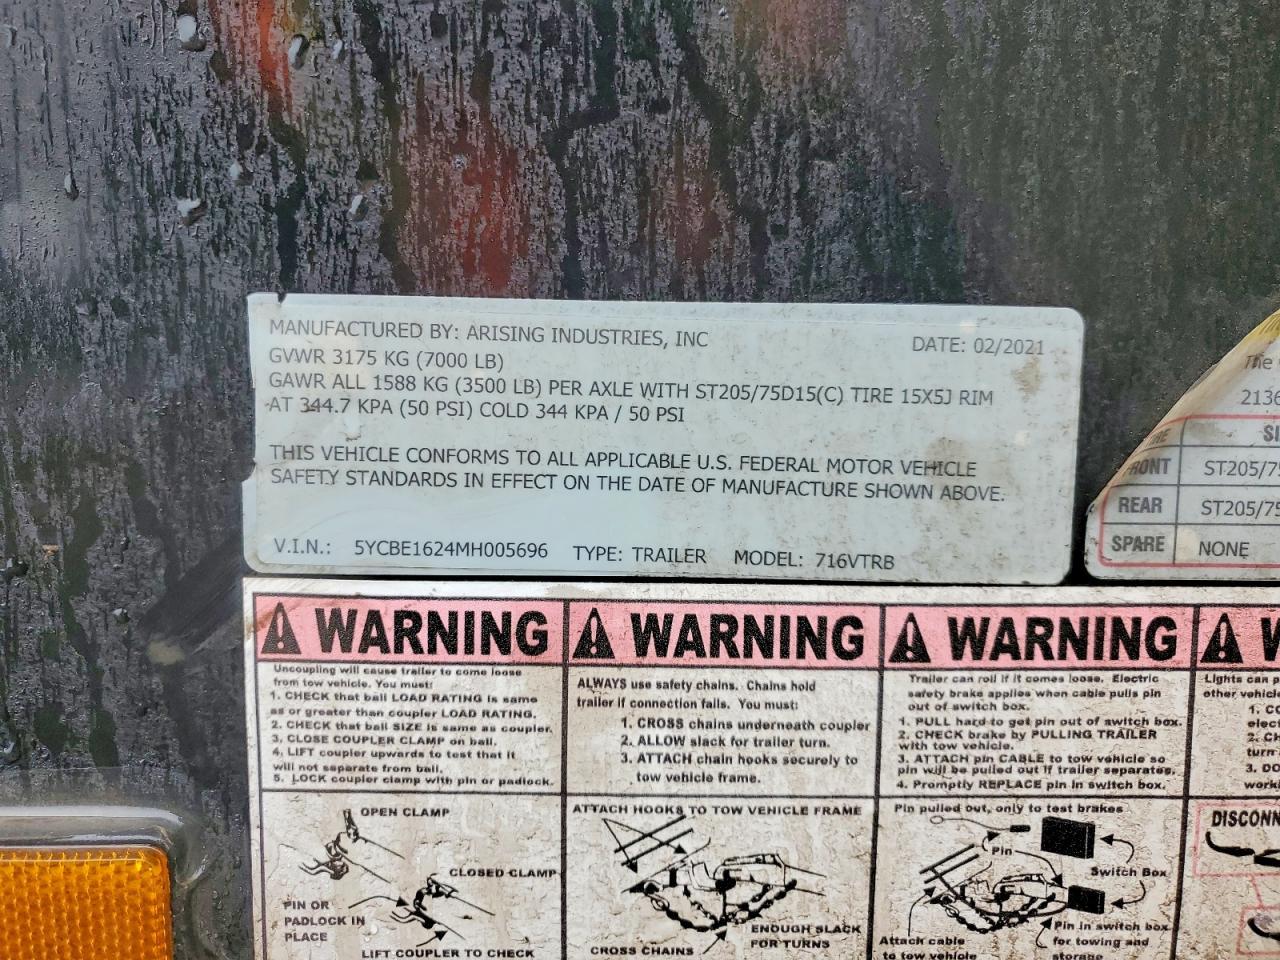 MANUFACTURED BY: ARISING INDUSTRIES, INC DATE: 02/2021
GVWR 3175 KG (7000 LB)
GAWR ALL 1588 KG (3500 LB) PER AXLE WITH ST205/75D15(C) TIRE 15X5J RIM
AT 344.7 KPA (50 PSI) COLD 344 KPA / 50 PSI
THIS VEHICLE CONFORMS TO ALL APPLICABLE U.S. FEDERAL MOTOR VEHICLE
SAFETY STANDARDS IN EFFECT ON THE DATE OF MANUFACTURE SHOWN ABOVE.
V.I.N.: 5YCBE1624MH005696 TYPE: TRAILER MODEL: 716VTRB
The
2136
REAR
SPARE NONE
WARNING
Uncoupling will cause trailer to come loose
from tow vehicle. You must:
1. CHECK that ball LOAD RATING is same
as or greater than coupler LOAD RATING.
2. CHECK that ball SIZE is same as coupler.
3. CLOSE COUPLER CLAMP on ball.
4. LIFT coupler upwards to test that it
will not separate from ball.
5. LOCK coupler clamp with pin or padlock.
OPEN CLAMP
CLOSED CLAMP
PIN OR
PADLOCK IN
PLACE
LIFT COUPLER TO CHECK
WARNING
ALWAYS use safety chains. Chains hold
trailer if connection fails. You must:
1. CROSS chains underneath coupler
2. ALLOW slack for trailer turn.
3. ATTACH chain hooks securely to
tow vehicle frame.
ATTACH HOOKS TO TOW VEHICLE FRAME
ENOUGH SLACK
FOR TURNS
CROSS CHAINS
WARNING
Trailer can roll if it comes loose. Electric
safety brake applies when cable pulls pin
out of switch box.
1. PULL hard to get pin out of switch box.
2. CHECK brake by PULLING TRAILER
with tow vehicle.
3. ATTACH pin CABLE to tow vehicle so
pin will be pulled out if trailer separates.
4. Promptly REPLACE pin in switch box.
Pin pulled out, only to test brakes
Pin
Switch Box
Pin in switch box
for towing and
storage
Attach cable
to tow vehicle
Lights can